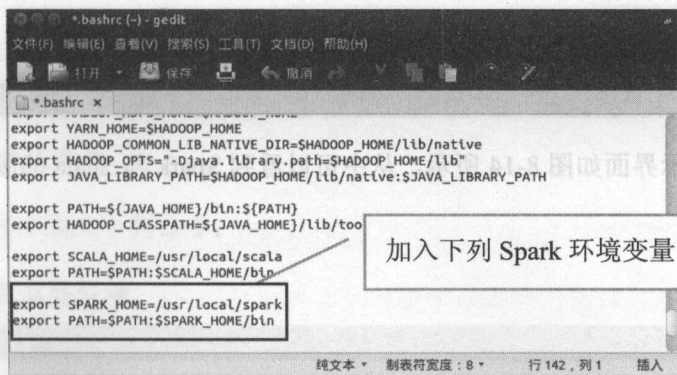 *.bashrc (~) - gedit
文件(F) 编辑(E) 查看(V) 搜索(S) 工具(T) 文档(D) 帮助(H)
打开 保存 撤消
*.bashrc ×
export YARN_HOME=$HADOOP_HOME
export HADOOP_COMMON_LIB_NATIVE_DIR=$HADOOP_HOME/lib/native
export HADOOP_OPTS="-Djava.library.path=$HADOOP_HOME/lib"
export JAVA_LIBRARY_PATH=$HADOOP_HOME/lib/native:$JAVA_LIBRARY_PATH
export PATH=${JAVA_HOME}/bin:${PATH}
export HADOOP_CLASSPATH=${JAVA_HOME}/lib/too
加入下列 Spark 环境变量
export SCALA_HOME=/usr/local/scala
export PATH=$PATH:$SCALA_HOME/bin
export SPARK_HOME=/usr/local/spark
export PATH=$PATH:$SPARK_HOME/bin
纯文本 制表符宽度：8 行 142，列 1 插入